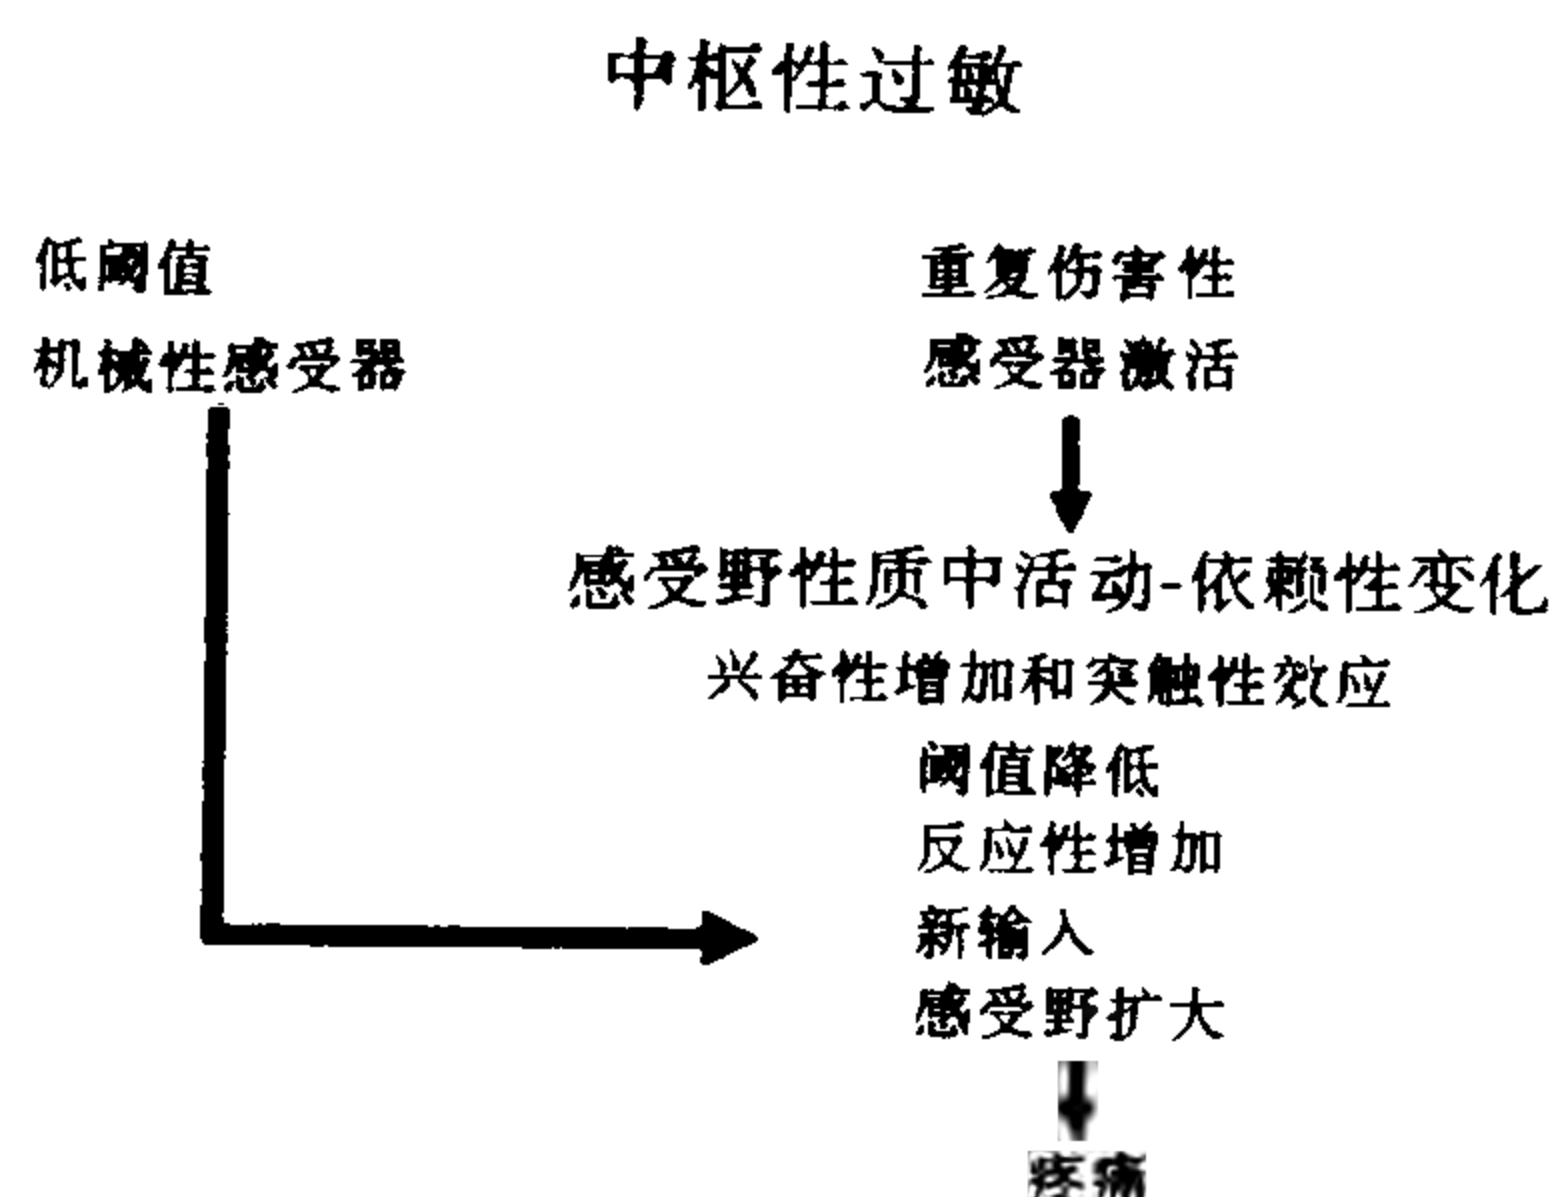 中枢性过敏
低阈值
机械性感受器
重复伤害性
感受器激活
感受野性质中活动-依赖性变化
兴奋性增加和突触性效应
阈值降低
反应性增加
新输入
感受野扩大
疼痛